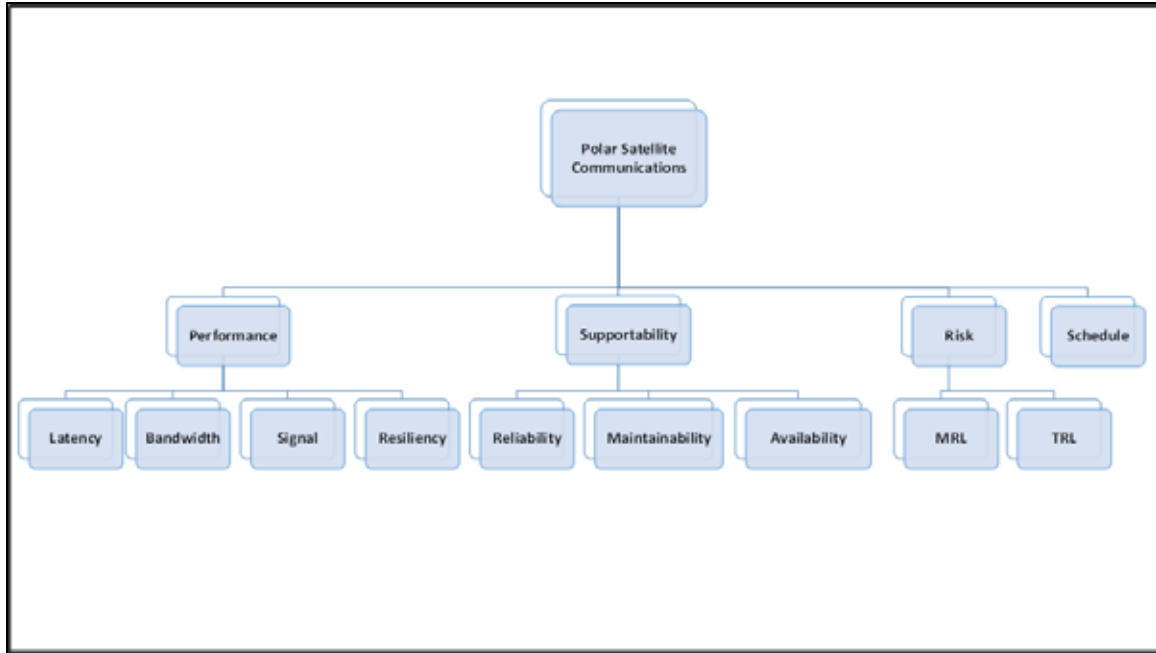 Polar Satellite
Communications
Performance
Supportability
Risk
Schedule
Latency
Bandwidth
Signal
Resiliency
Reliability
Maintainability
Availability
MRL
TRL